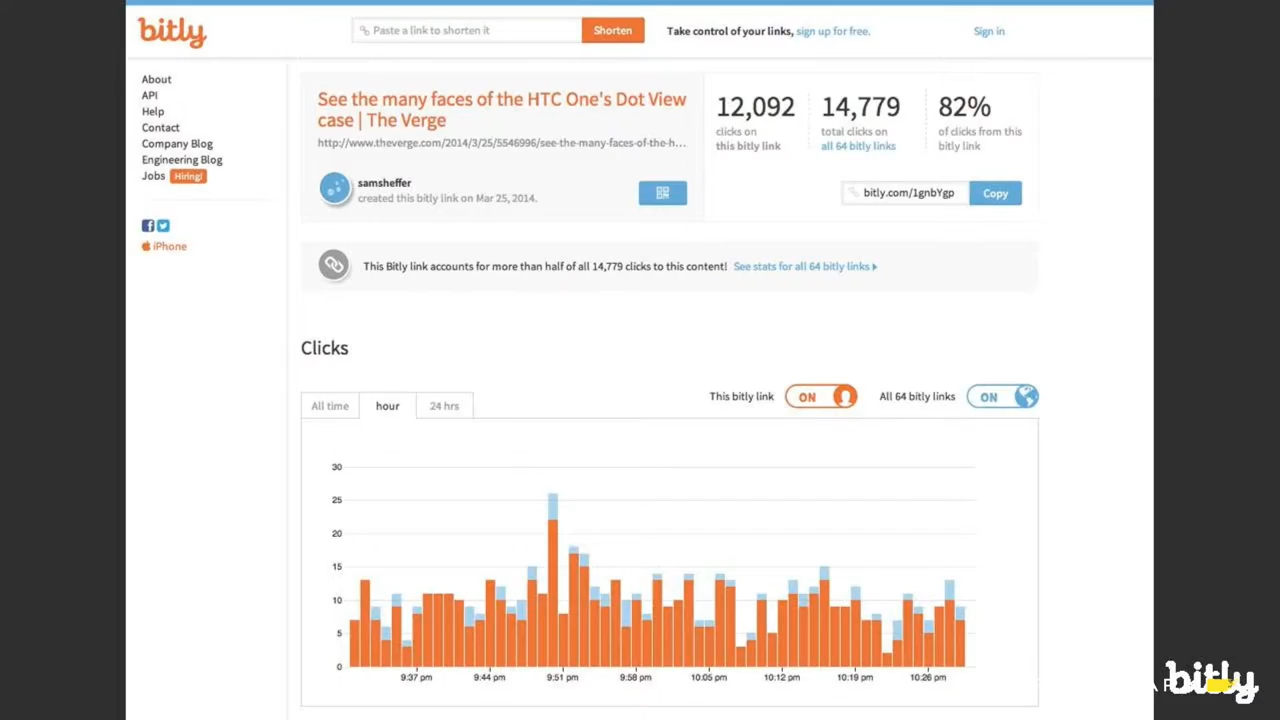 bitly
Paste a link to shorten it
Shorten
Take control of your links, sign up for free.
Sign in
About
API
Help
Contact
Company Blog
Engineering Blog
Jobs Hiring!
iPhone
See the many faces of the HTC One's Dot View
case | The Verge
http://www.theverge.com/2014/3/25/5546996/see-the-many-faces-of-the-h...
samsheffer
created this bitly link on Mar 25, 2014.
12,092
clicks on
this bitly link
14,779
total clicks on
all 64 bitly links
82%
of clicks from this
bitly link
bitly.com/1gnbYgp
Copy
This Bitly link accounts for more than half of all 14,779 clicks to this content! See stats for all 64 bitly links
Clicks
All time
hour
24 hrs
This bitly link
ON
All 64 bitly links
ON
30
25
20
15
10
5
0
9:37 pm
9:44 pm
9:51 pm
9:58 pm
10:05 pm
10:12 pm
10:19 pm
10:26 pm
bitly